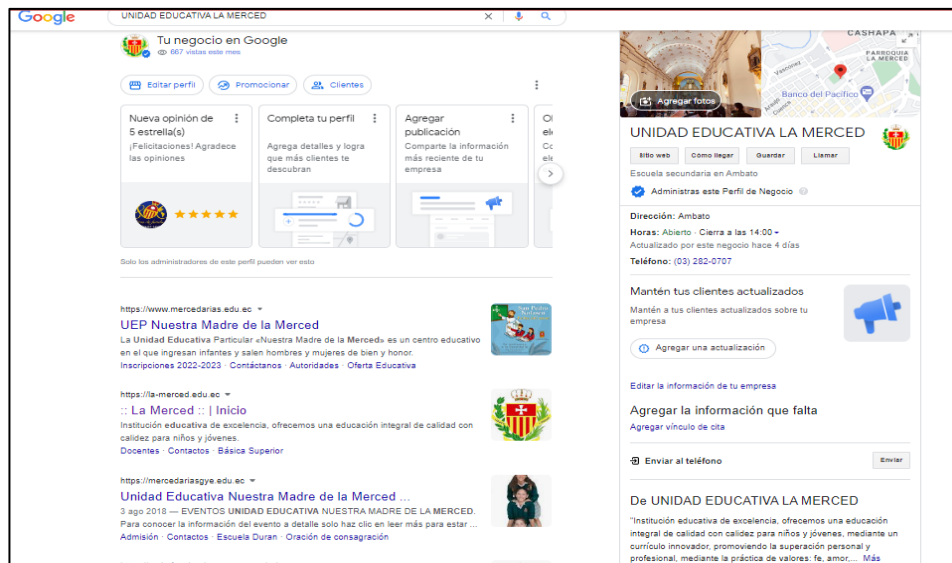 Google
UNIDAD EDUCATIVA LA MERCED
Tu negocio en Google
667 vistas este mes
Editar perfil
Promocionar
Clientes
Nueva opinión de
5 estrella(s)
¡Felicitaciones! Agradece
las opiniones
Completa tu perfil
Agrega detalles y logra
que más clientes te
descubran
Agregar
publicación
Comparte la información
más reciente de tu
empresa
Solo los administradores de este perfil pueden ver esto
https://www.mercedarias.edu.ec
UEP Nuestra Madre de la Merced
La Unidad Educativa Particular «Nuestra Madre de la Merced» es un centro educativo
en el que ingresan infantes y salen hombres y mujeres de bien y honor.
Inscripciones 2022-2023 · Contáctanos · Autoridades · Oferta Educativa
https://la-merced.edu.ec
:: La Merced :: | Inicio
Institución educativa de excelencia, ofrecemos una educación integral de calidad con
calidez para niños y jóvenes.
Docentes · Contactos · Básica Superior
https://mercedariasgye.edu.ec
Unidad Educativa Nuestra Madre de la Merced ...
3 ago 2018 — EVENTOS UNIDAD EDUCATIVA NUESTRA MADRE DE LA MERCED.
Para conocer la información del evento a detalle solo haz clic en leer más para estar ...
Admisión · Contactos · Escuela Duran · Oración de consagración
Agregar fotos
CASHAPA
PARROQUIA
LA MERCED
Vasconez
Banco del Pacífico
Cuenca
UNIDAD EDUCATIVA LA MERCED
Sitio web
Cómo llegar
Guardar
Llamar
Escuela secundaria en Ambato
Administras este Perfil de Negocio
Dirección: Ambato
Horas: Abierto · Cierra a las 14:00
Actualizado por este negocio hace 4 días
Teléfono: (03) 282-0707
Mantén tus clientes actualizados
Mantén a tus clientes actualizados sobre tu
empresa
Agregar una actualización
Editar la información de tu empresa
Agregar la información que falta
Agregar vínculo de cita
Enviar al teléfono
Enviar
De UNIDAD EDUCATIVA LA MERCED
"Institución educativa de excelencia, ofrecemos una educación
integral de calidad con calidez para niños y jóvenes, mediante un
currículo innovador, promoviendo la superación personal y
profesional, mediante la práctica de valores: fe, amor,... Más